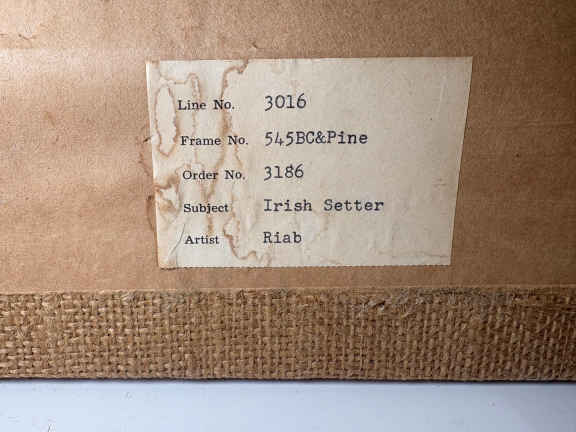 Line No. 3016
Frame No. 545BC&Pine
Order No. 3186
Subject Irish Setter
Artist Riab